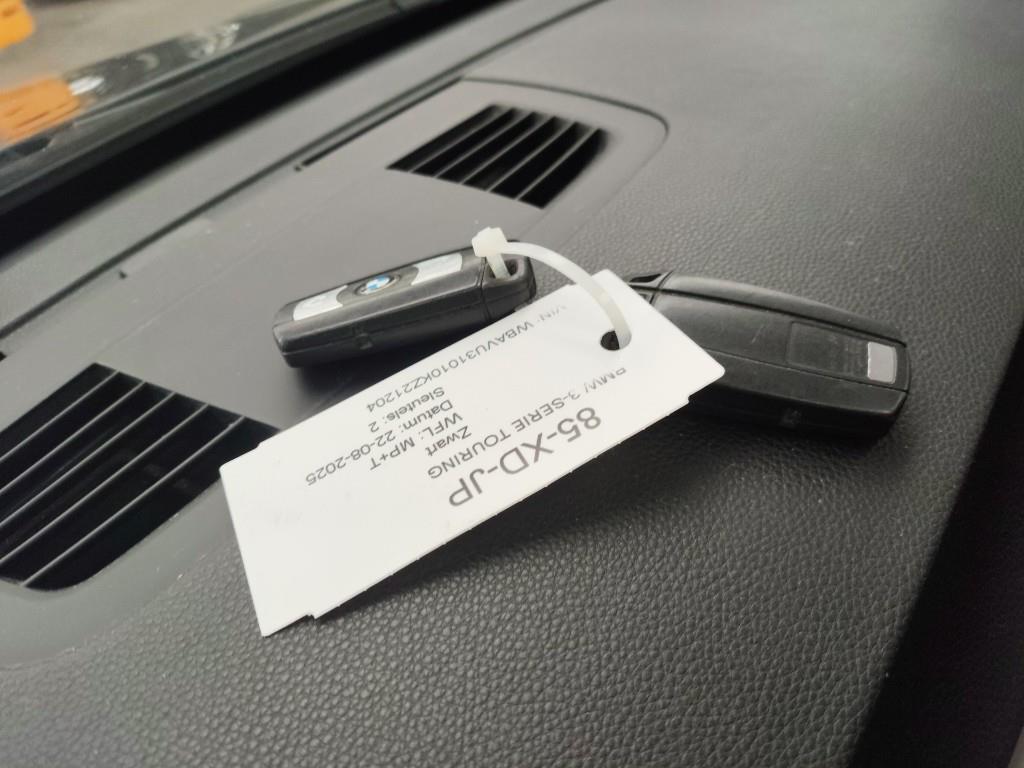 85-XD-JP
BMW 3-SERIE TOURING
Zwart
WFL: MP+T
Datum: 22-08-2025
Sleutels: 2
VIN: WBAVU31010KZ21204